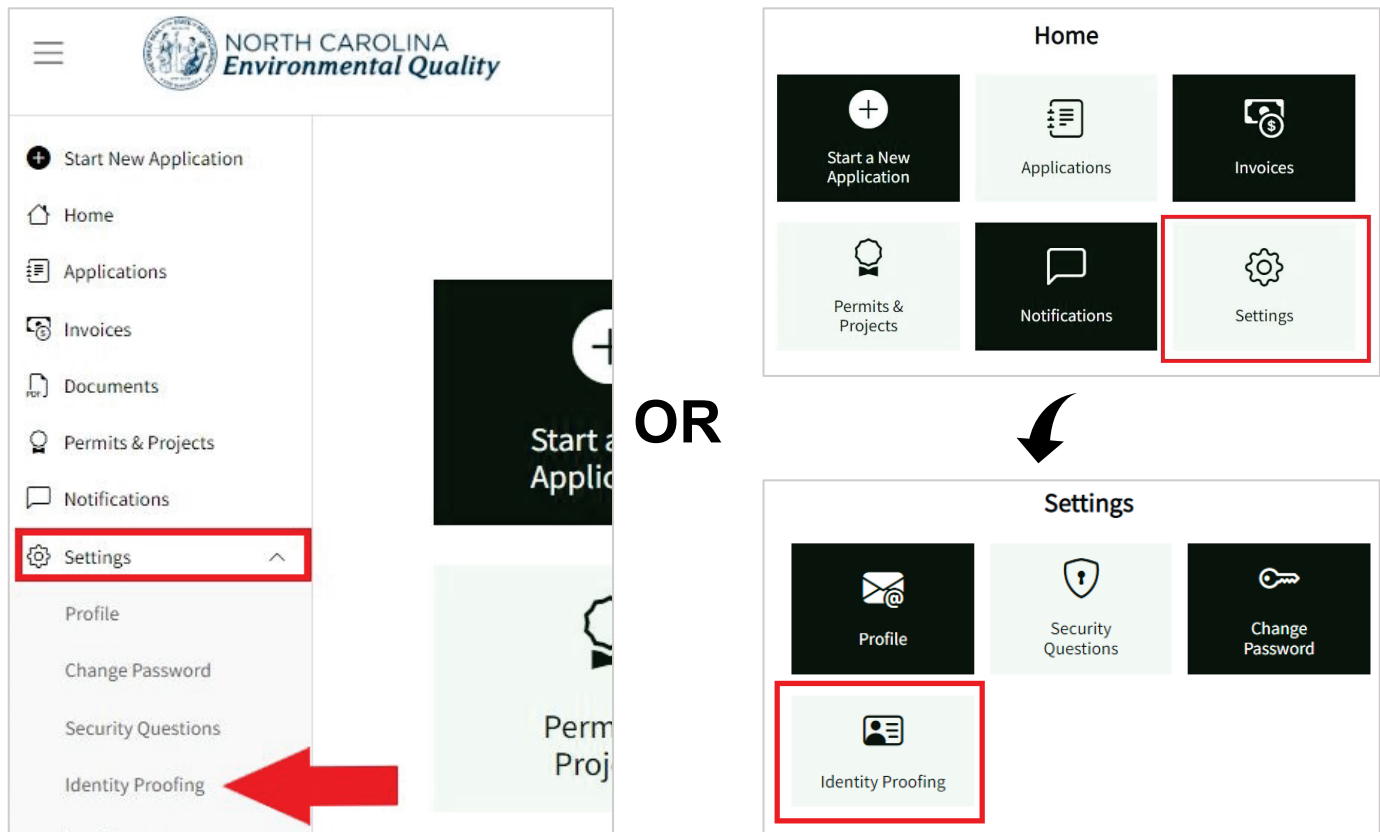 NORTH CAROLINA
Environmental Quality
Start New Application
Home
Applications
Invoices
PDF
Documents
Permits & Projects
Notifications
Settings
Profile
Change Password
Security Questions
Identity Proofing
Start a
Applic
Perm
Proj
OR
Home
Start a New
Application
Applications
Invoices
Permits &
Projects
Notifications
Settings
Settings
Profile
Security
Questions
Change
Password
Identity Proofing